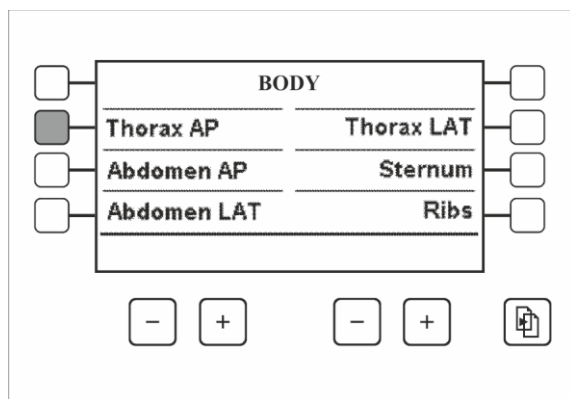 BODY
Thorax AP Thorax LAT
Abdomen AP Sternum
Abdomen LAT Ribs
− + − +